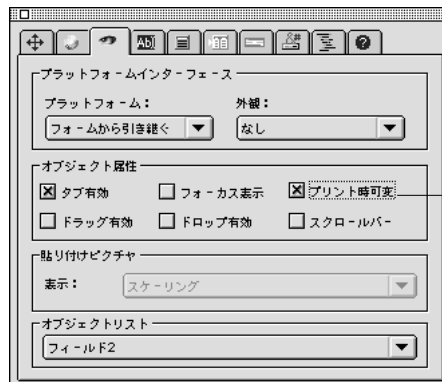 プラットフォームインターフェース
プラットフォーム： 外観：
フォームから引き継ぐ なし
オブジェクト属性
タブ有効 フォーカス表示 プリント時可変
ドラッグ有効 ドロップ有効 スクロールバー
貼り付けピクチャ
表示： スケーリング
オブジェクトリスト
フィールド2